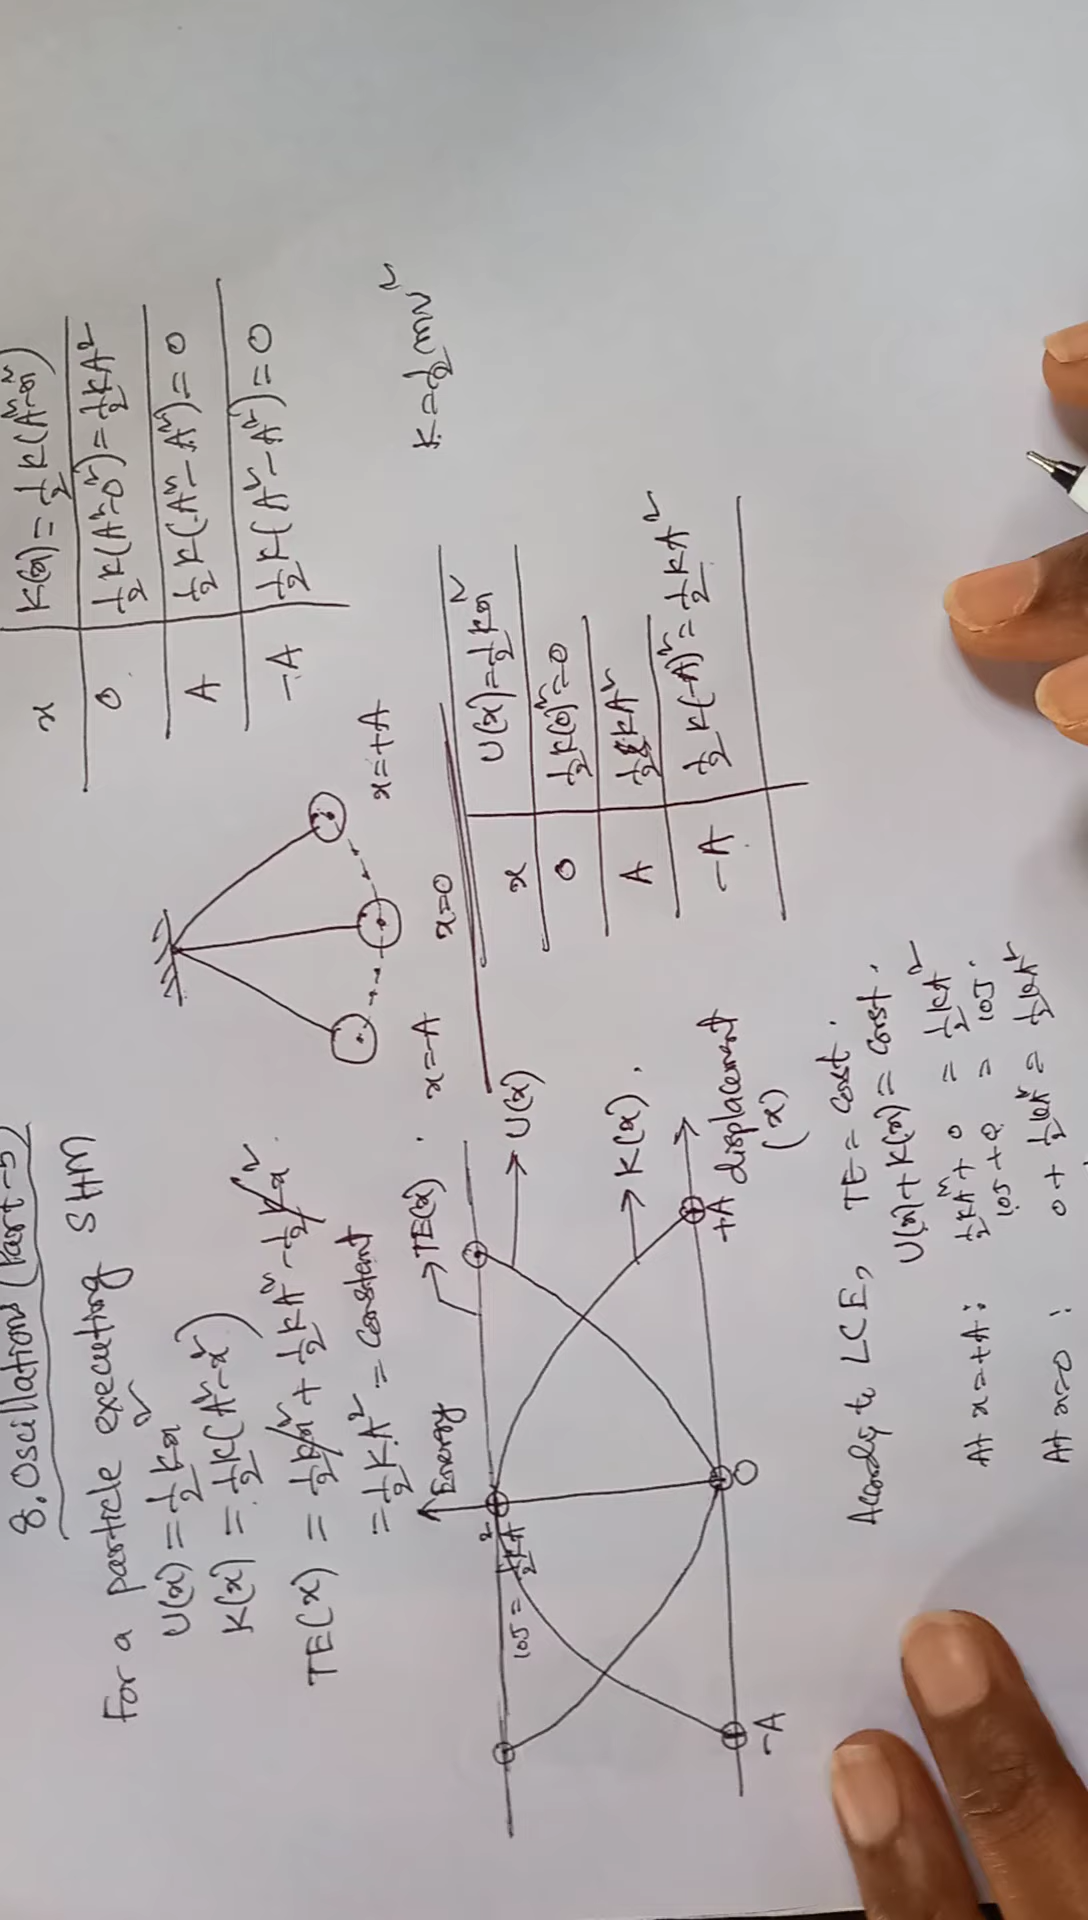 8. Oscillations (Part-5)
For a particle executing SHM
U(x) = ½kx²
K(x) = ½k(A²-x²)
TE(x) = ½kx² + ½kA² - ½kx².
= ½KA² = constant
Energy
TE(x).
U(x)
K(x).
10J = ½kA²
-A
O
+A
displacement
(x)
x=-A
x=0
x=+A
x K(x)=½k(A²-x²)
0 ½k(A²-0²)=½kA²
A ½k(A²-A²)=0
-A ½k(A²-A²)=0
K=½mv²
x U(x)=½kx²
0 ½k(0)²=0
A ½kA²
-A ½k(-A)²=½kA²
Accordg to LCE, TE = Const.
U(x)+K(x) = Const.
At x=+A: ½kA²+0 = ½kA²
10J+0 = 10J.
At x=0 : 0+½kA² = ½kA²